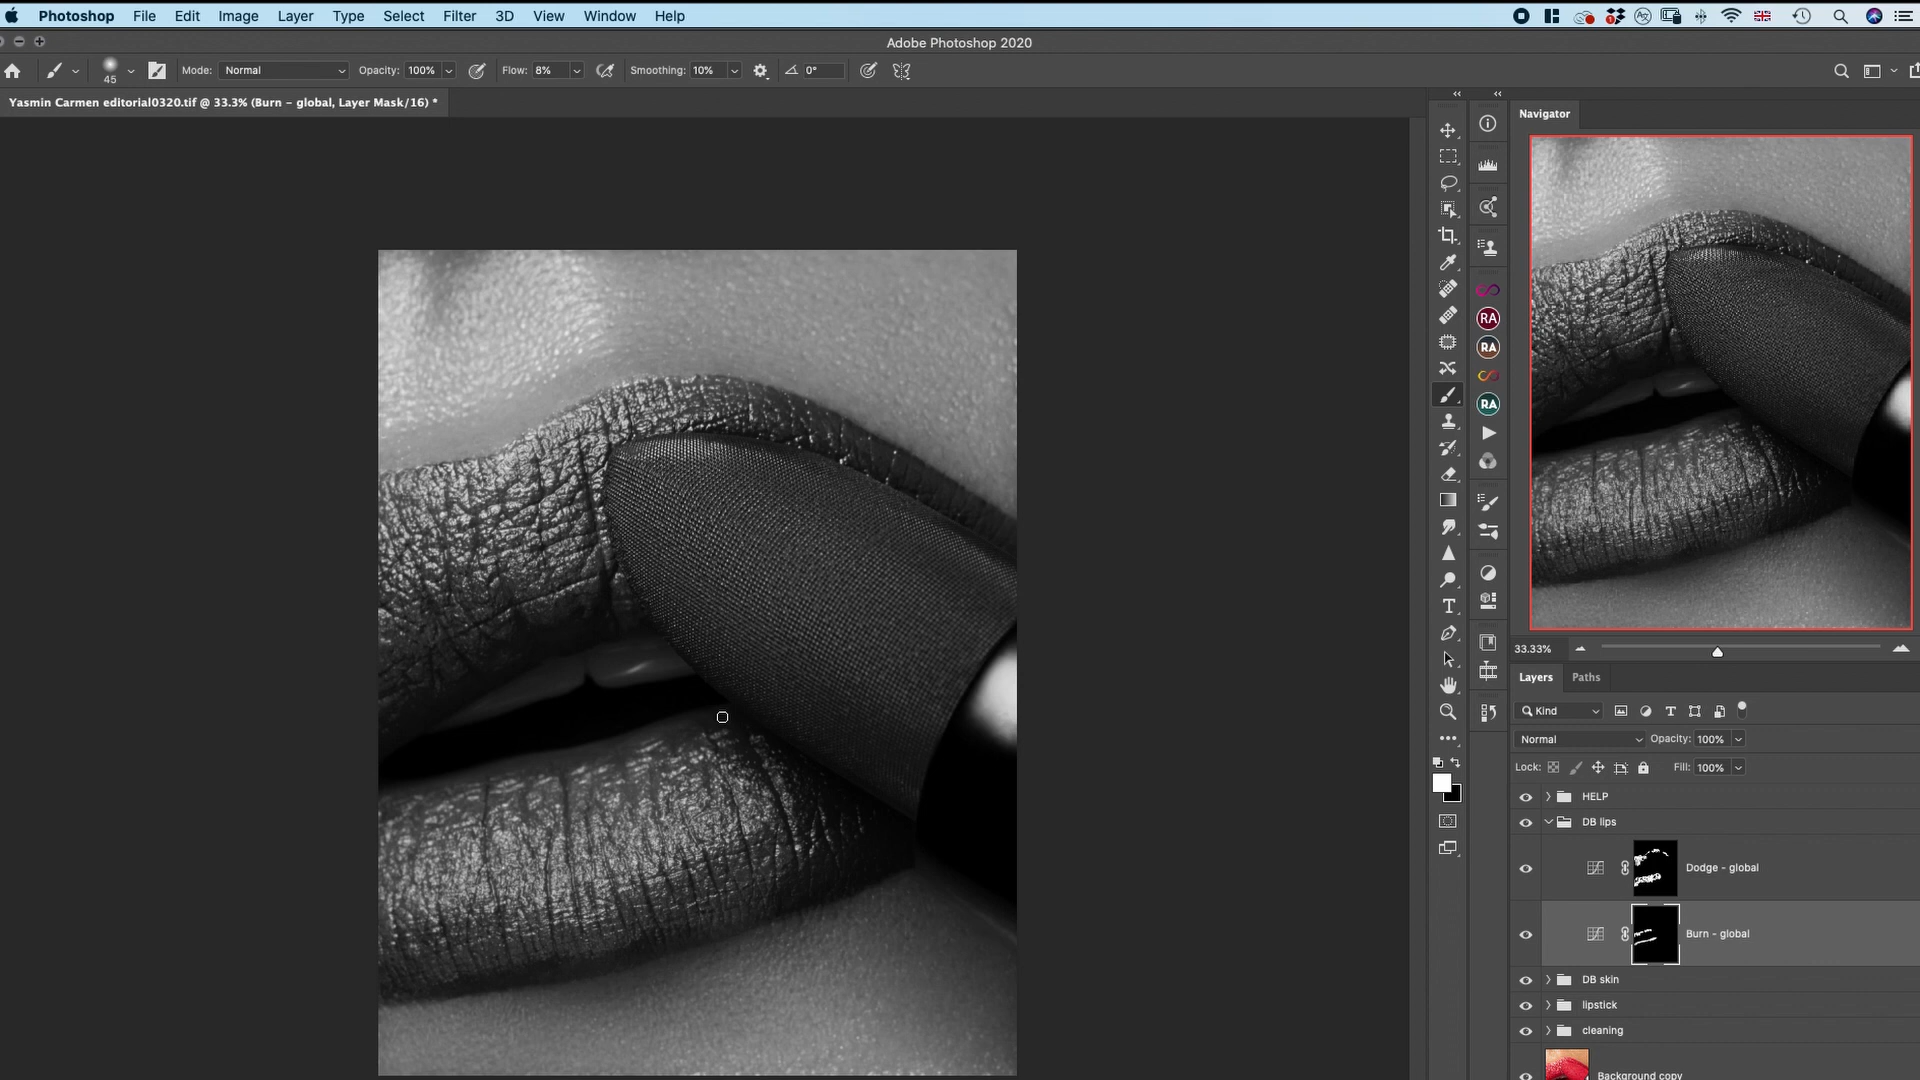 Photoshop File Edit Image Layer Type Select Filter 3D View Window Help
Adobe Photoshop 2020
45 Mode: Normal Opacity: 100% Flow: 8% Smoothing: 10% 0°
Yasmin Carmen editorial0320.tif @ 33.3% (Burn - global, Layer Mask/16) *
Navigator
RA
RA
RA
33.33%
Layers Paths
Kind
Normal Opacity: 100%
Lock: Fill: 100%
HELP
DB lips
Dodge - global
Burn - global
DB skin
lipstick
cleaning
Background copy